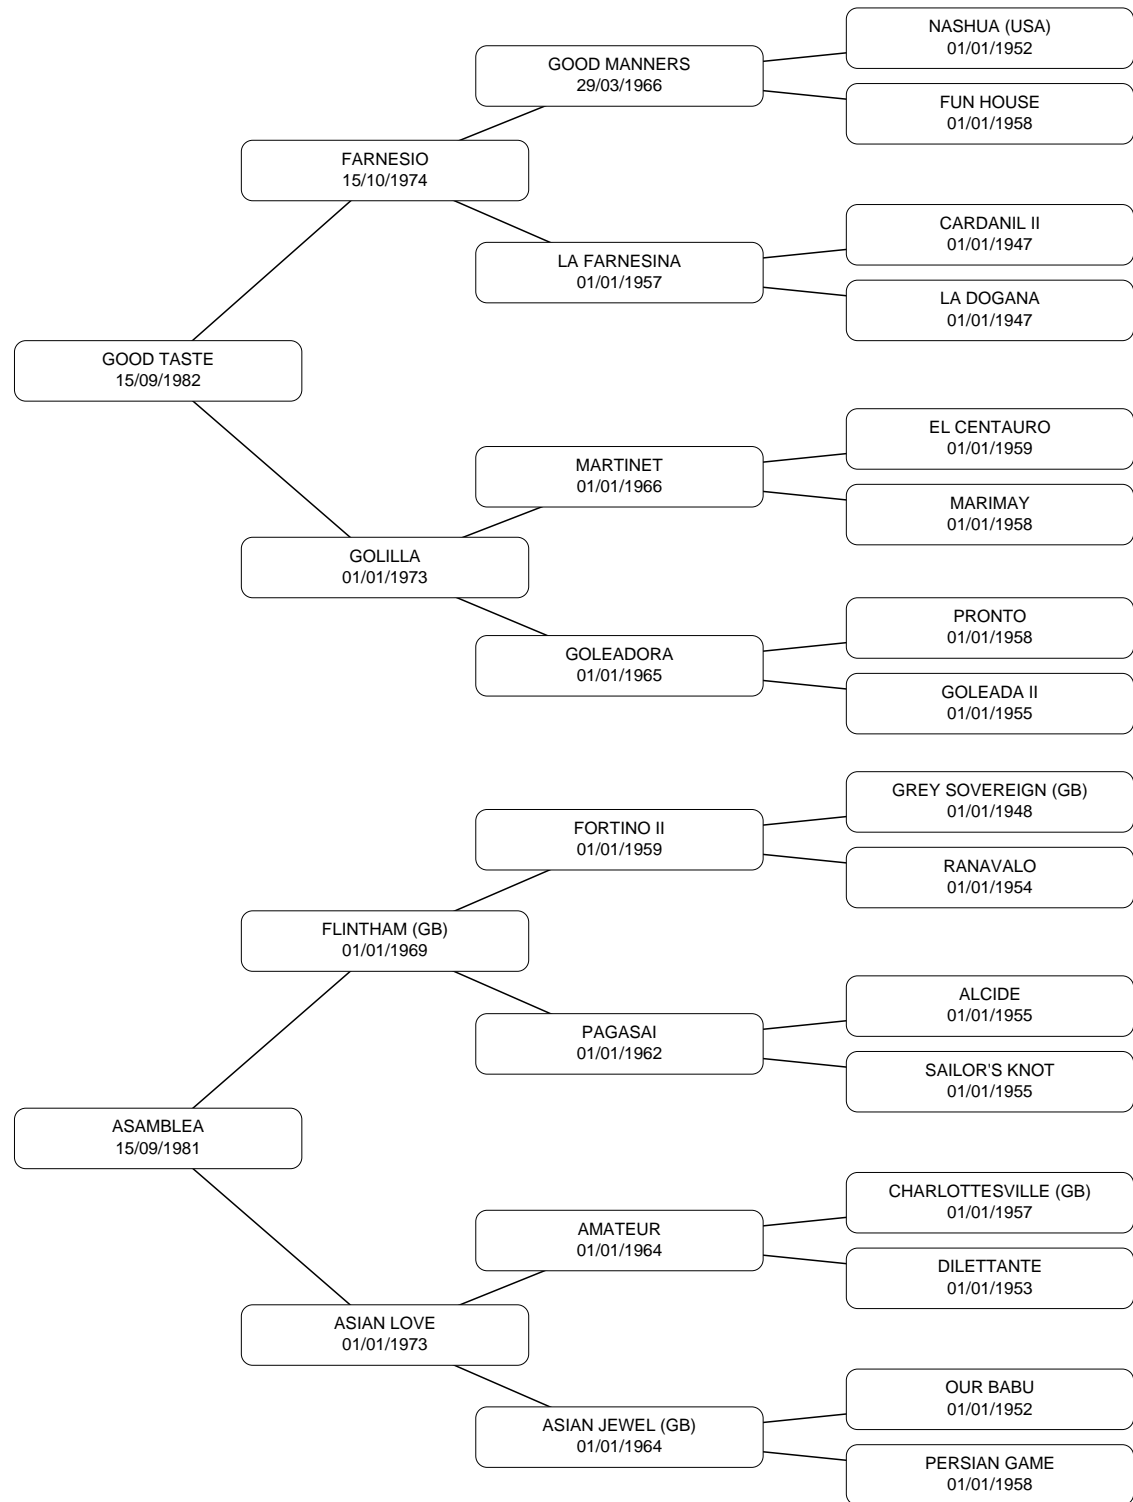 NASHUA (USA)
01/01/1952
GOOD MANNERS
29/03/1966
FUN HOUSE
01/01/1958
FARNESIO
15/10/1974
CARDANIL II
01/01/1947
LA FARNESINA
01/01/1957
LA DOGANA
01/01/1947
GOOD TASTE
15/09/1982
EL CENTAURO
01/01/1959
MARTINET
01/01/1966
MARIMAY
01/01/1958
GOLILLA
01/01/1973
PRONTO
01/01/1958
GOLEADORA
01/01/1965
GOLEADA II
01/01/1955
GREY SOVEREIGN (GB)
01/01/1948
FORTINO II
01/01/1959
RANAVALO
01/01/1954
FLINTHAM (GB)
01/01/1969
ALCIDE
01/01/1955
PAGASAI
01/01/1962
SAILOR'S KNOT
01/01/1955
ASAMBLEA
15/09/1981
CHARLOTTESVILLE (GB)
01/01/1957
AMATEUR
01/01/1964
DILETTANTE
01/01/1953
ASIAN LOVE
01/01/1973
OUR BABU
01/01/1952
ASIAN JEWEL (GB)
01/01/1964
PERSIAN GAME
01/01/1958